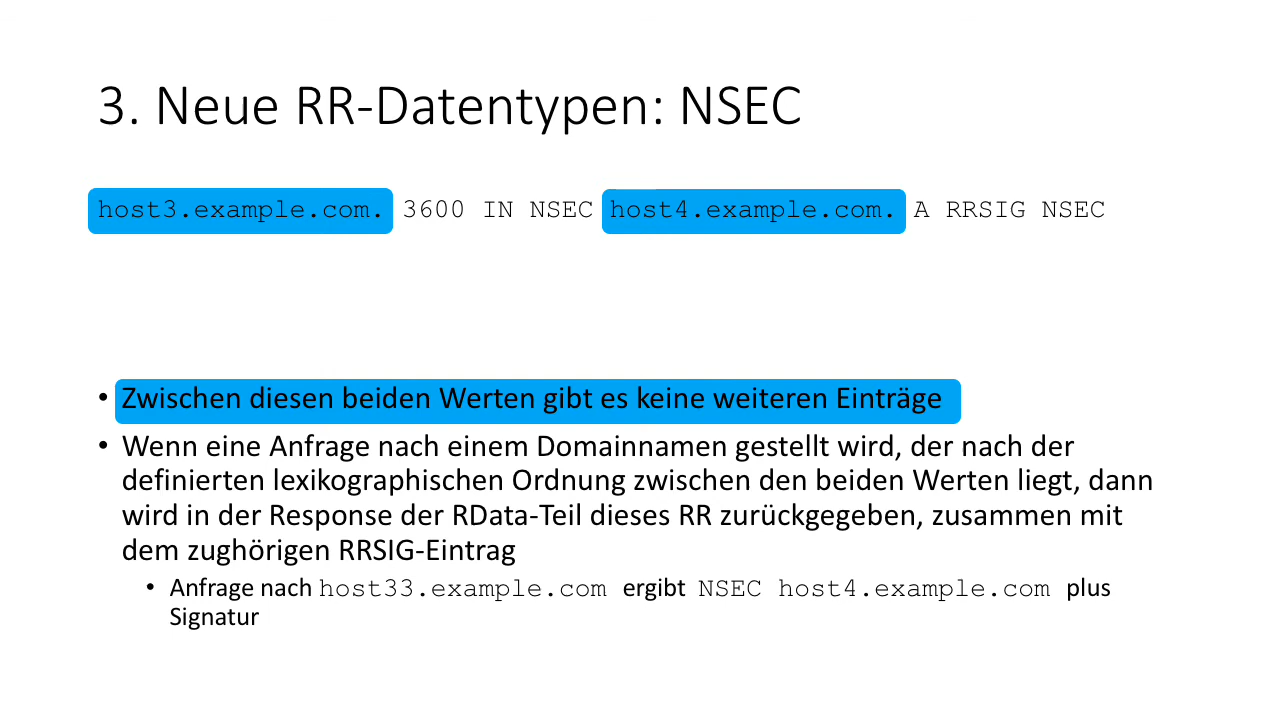 3. Neue RR-Datentypen: NSEC
host3.example.com. 3600 IN NSEC host4.example.com. A RRSIG NSEC
• Zwischen diesen beiden Werten gibt es keine weiteren Einträge
• Wenn eine Anfrage nach einem Domainnamen gestellt wird, der nach der
definierten lexikographischen Ordnung zwischen den beiden Werten liegt, dann
wird in der Response der RData-Teil dieses RR zurückgegeben, zusammen mit
dem zughörigen RRSIG-Eintrag
• Anfrage nach host33.example.com ergibt NSEC host4.example.com plus
Signatur